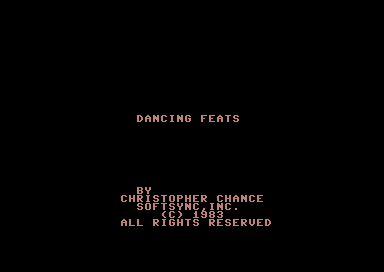 DANCING FEATS
BY
CHRISTOPHER CHANCE
SOFTSYNC,INC.
(C) 1983
ALL RIGHTS RESERVED